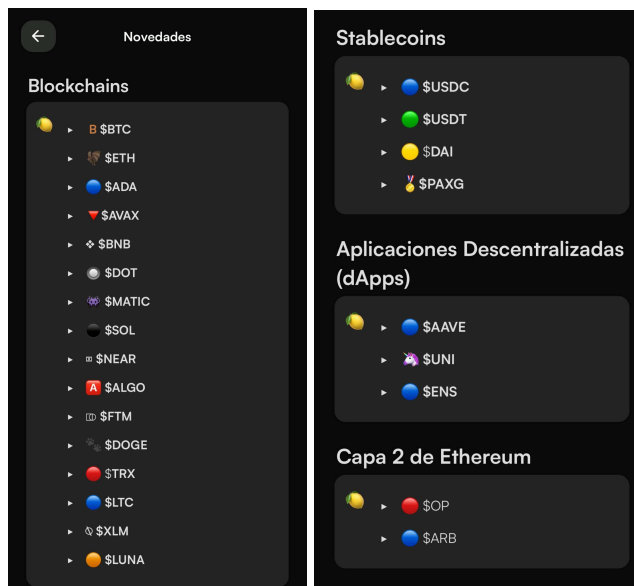 Novedades
Blockchains
B $BTC
$ETH
$ADA
$AVAX
$BNB
$DOT
$MATIC
$SOL
$NEAR
A $ALGO
$FTM
$DOGE
$TRX
$LTC
$XLM
$LUNA
Stablecoins
$USDC
$USDT
$DAI
$PAXG
Aplicaciones Descentralizadas
(dApps)
$AAVE
$UNI
$ENS
Capa 2 de Ethereum
$OP
$ARB